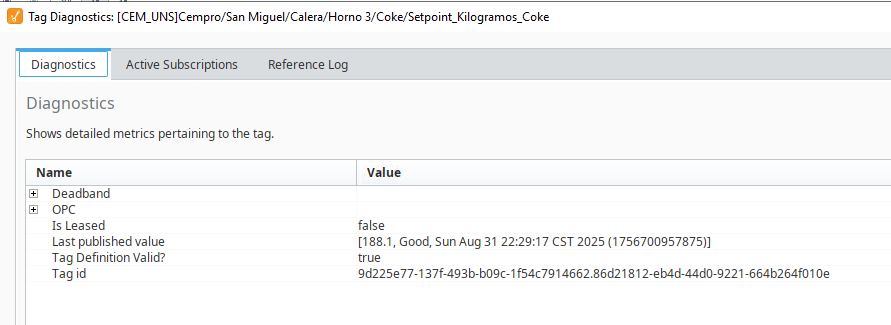 Tag Diagnostics: [CEM_UNS]Cempro/San Miguel/Calera/Horno 3/Coke/Setpoint_Kilogramos_Coke
Diagnostics Active Subscriptions Reference Log
Diagnostics
Shows detailed metrics pertaining to the tag.
Name Value
Deadband
OPC
Is Leased false
Last published value [188.1, Good, Sun Aug 31 22:29:17 CST 2025 (1756700957875)]
Tag Definition Valid? true
Tag id 9d225e77-137f-493b-b09c-1f54c7914662.86d21812-eb4d-44d0-9221-664b264f010e